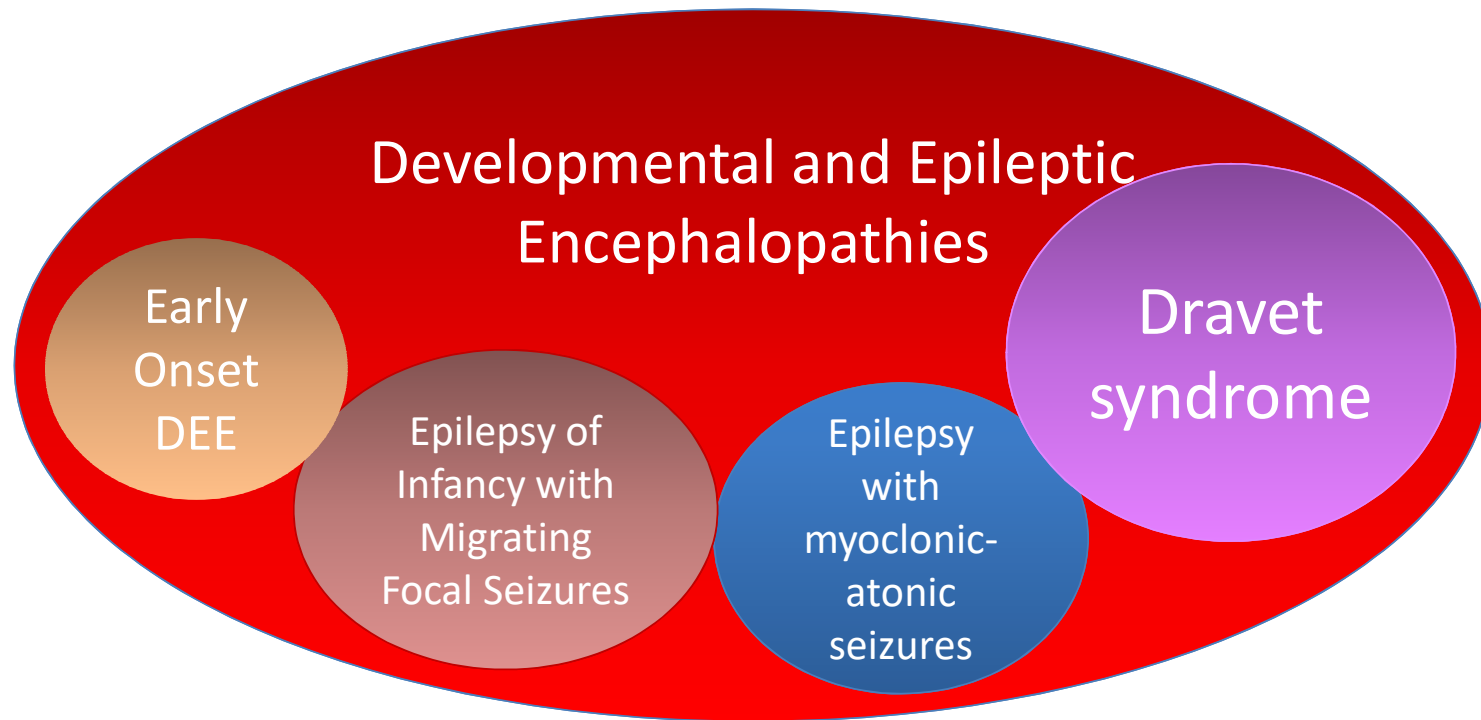 Developmental and Epileptic
Encephalopathies
Early
Onset
DEE
Epilepsy of
Infancy with
Migrating
Focal Seizures
Epilepsy
with
myoclonic-
atonic
seizures
Dravet
syndrome